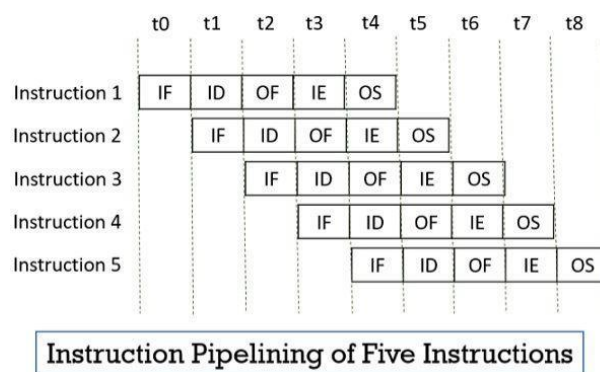 t0 t1 t2 t3 t4 t5 t6 t7 t8
Instruction 1 IF ID OF IE OS
Instruction 2 IF ID OF IE OS
Instruction 3 IF ID OF IE OS
Instruction 4 IF ID OF IE OS
Instruction 5 IF ID OF IE OS
Instruction Pipelining of Five Instructions